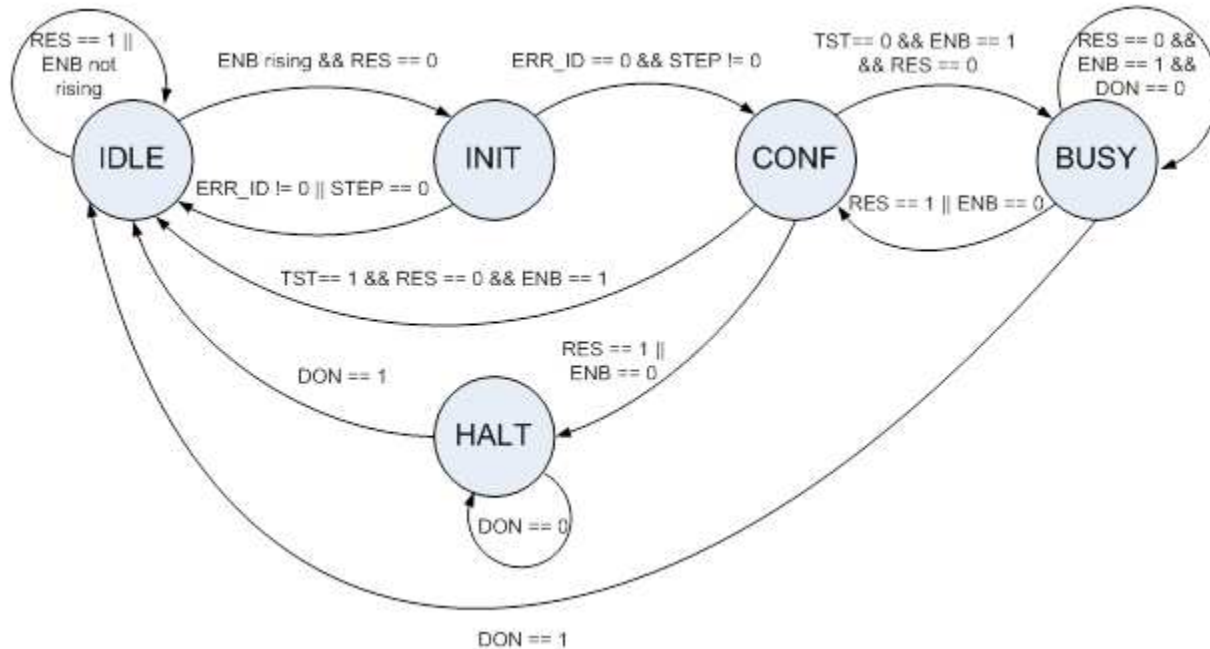 RES == 1 ||
ENB not
rising
ENB rising && RES == 0
ERR_ID == 0 && STEP != 0
TST== 0 && ENB == 1
&& RES == 0
RES == 0 &&
ENB == 1 &&
DON == 0
IDLE
INIT
CONF
BUSY
ERR_ID != 0 || STEP == 0
RES == 1 || ENB == 0
TST== 1 && RES == 0 && ENB == 1
RES == 1 ||
ENB == 0
DON == 1
HALT
DON == 0
DON == 1